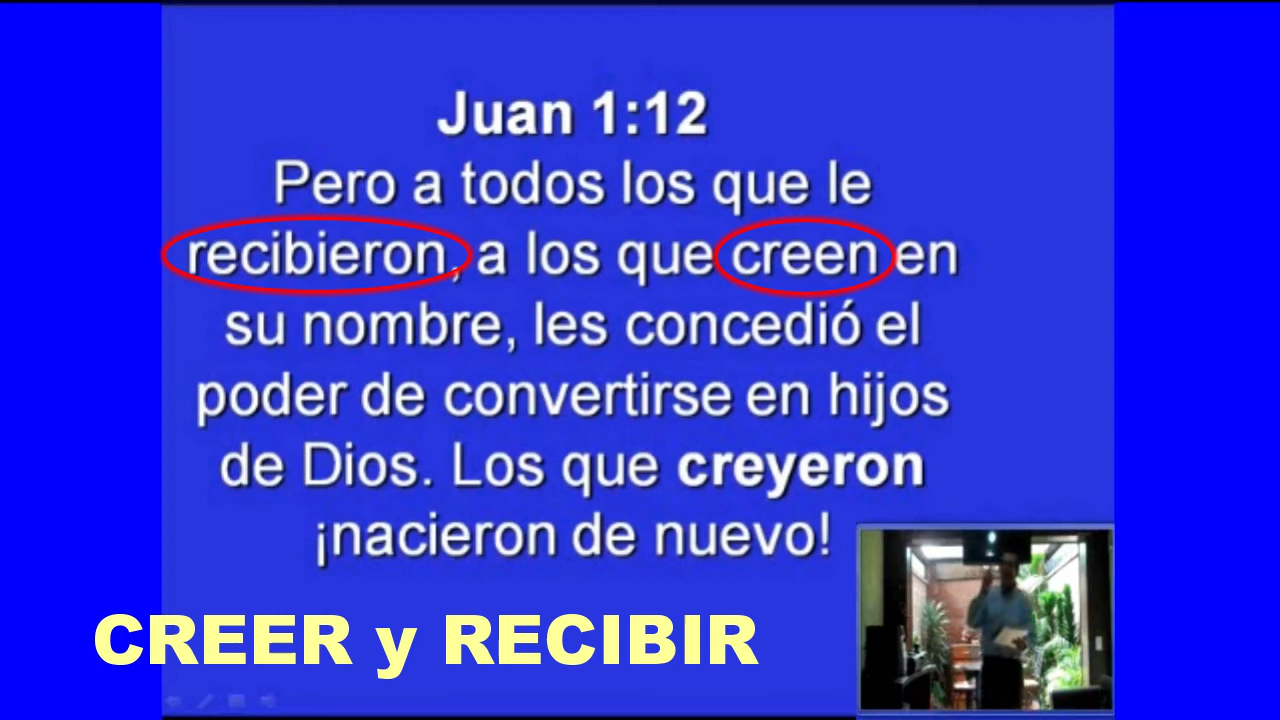 Juan 1:12
Pero a todos los que le
recibieron, a los que creen en
su nombre, les concedió el
poder de convertirse en hijos
de Dios. Los que creyeron
¡nacieron de nuevo!
CREER y RECIBIR